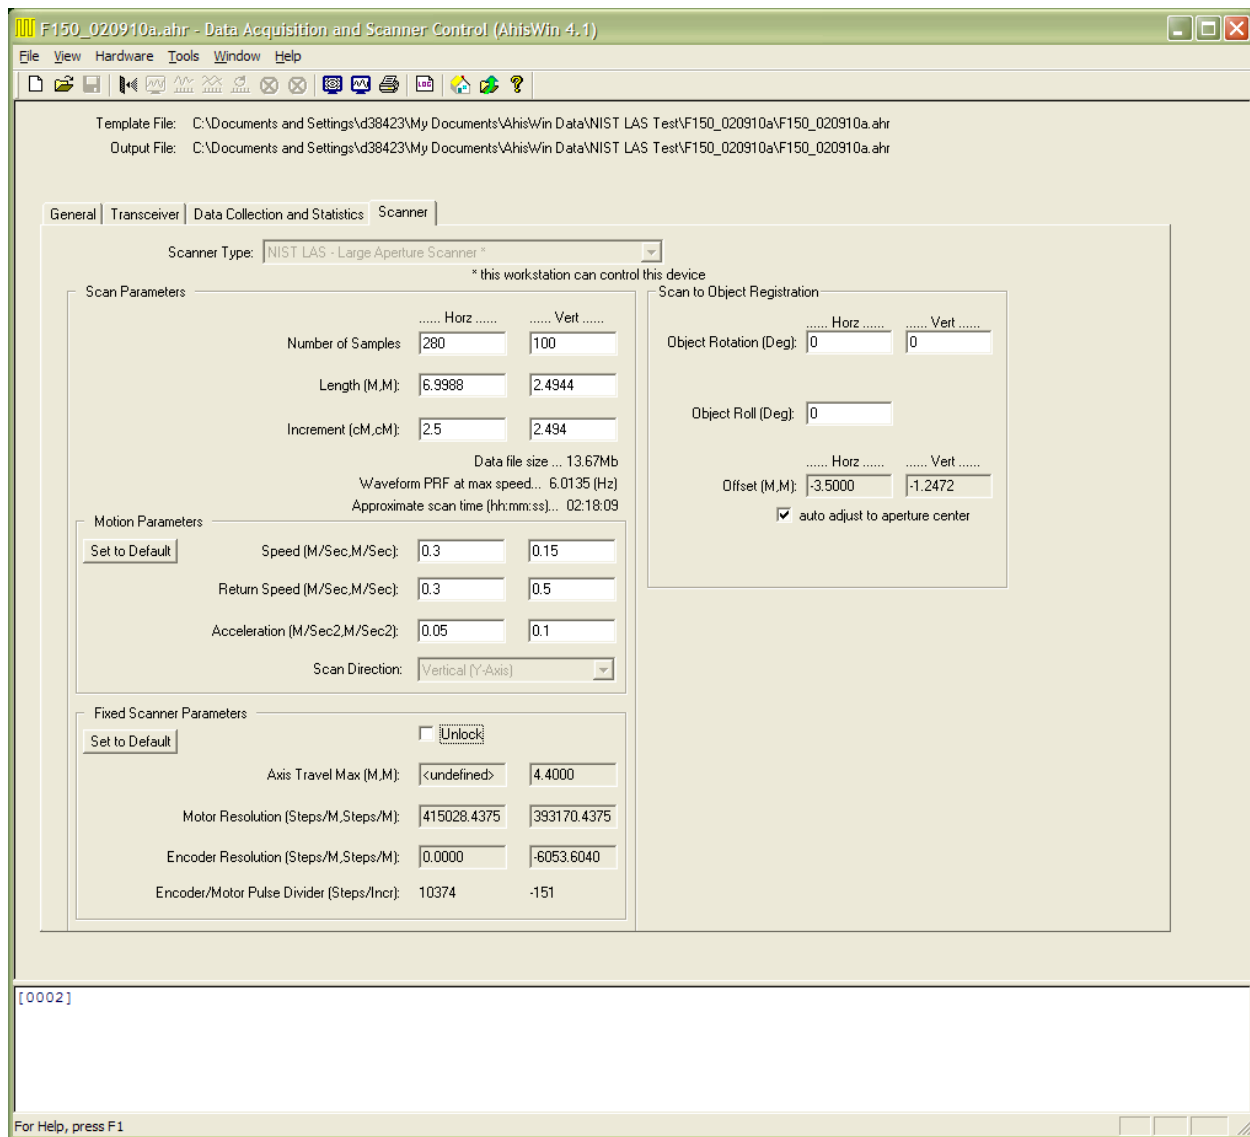 F150_020910a.ahr - Data Acquisition and Scanner Control (AhisWin 4.1)
File View Hardware Tools Window Help
LOG
Template File: C:\Documents and Settings\d38423\My Documents\AhisWin Data\NIST LAS Test\F150_020910a\F150_020910a.ahr
Output File: C:\Documents and Settings\d38423\My Documents\AhisWin Data\NIST LAS Test\F150_020910a\F150_020910a.ahr
General Transceiver Data Collection and Statistics Scanner
Scanner Type: NIST LAS - Large Aperture Scanner *
* this workstation can control this device
Scan Parameters
...... Horz ...... ...... Vert ......
Number of Samples 280 100
Length (M,M): 6.9988 2.4944
Increment (cM,cM): 2.5 2.494
Data file size ... 13.67Mb
Waveform PRF at max speed... 6.0135 (Hz)
Approximate scan time (hh:mm:ss)... 02:18:09
Motion Parameters
Set to Default Speed (M/Sec,M/Sec): 0.3 0.15
Return Speed (M/Sec,M/Sec): 0.3 0.5
Acceleration (M/Sec2,M/Sec2): 0.05 0.1
Scan Direction: Vertical (Y-Axis)
Fixed Scanner Parameters
Set to Default Unlock
Axis Travel Max (M,M): <undefined> 4.4000
Motor Resolution (Steps/M,Steps/M): 415028.4375 393170.4375
Encoder Resolution (Steps/M,Steps/M): 0.0000 -6053.6040
Encoder/Motor Pulse Divider (Steps/Incr): 10374 -151
Scan to Object Registration
...... Horz ...... ...... Vert ......
Object Rotation (Deg): 0 0
Object Roll (Deg): 0
...... Horz ...... ...... Vert ......
Offset (M,M): -3.5000 -1.2472
auto adjust to aperture center
[0002]
For Help, press F1